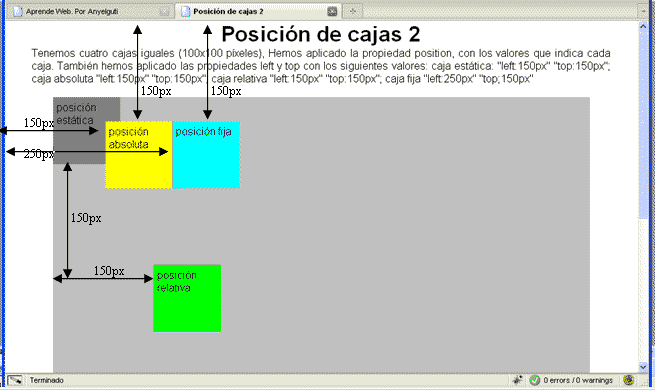 Aprende Web. Por Anyelguti
Posición de cajas 2
Posición de cajas 2
Tenemos cuatro cajas iguales (100x100 píxeles), Hemos aplicado la propiedad position, con los valores que indica cada
caja. También hemos aplicado las propiedades left y top con los siguientes valores: caja estática: "left:150px" "top:150px";
caja absoluta "left:150px" "top:150px", caja relativa "left:150px" "top:150px"; caja fija "left:250px" "top;150px"
150px
150px
posición
estática
150px
posición
absoluta
posición fija
250px
150px
150px
posición
relativa
Terminado
0 errors / 0 warnings